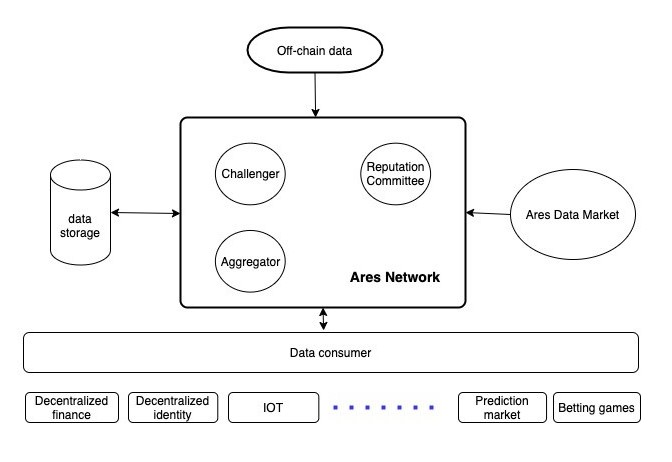 Off-chain data
Challenger
Reputation
Committee
data
storage
Ares Data Market
Aggregator
Ares Network
Data consumer
Decentralized
finance
Decentralized
identity
IOT
Prediction
market
Betting games